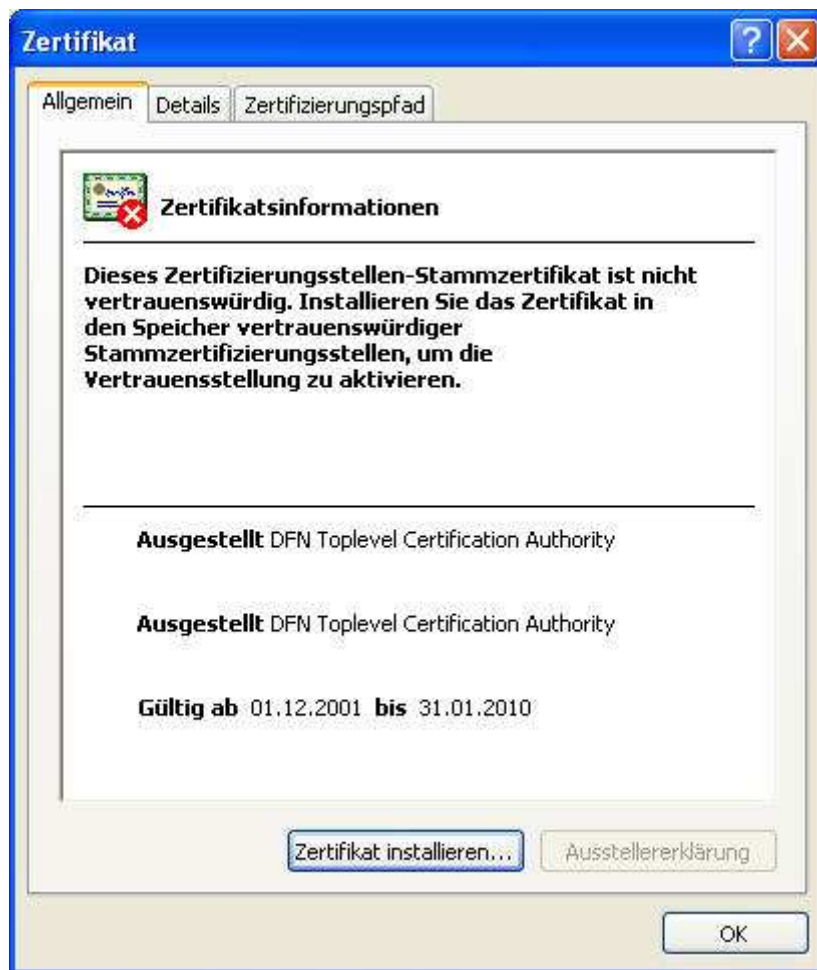 Zertifikat
Allgemein Details Zertifizierungspfad
Zertifikatsinformationen
Dieses Zertifizierungsstellen-Stammzertifikat ist nicht
vertrauenswürdig. Installieren Sie das Zertifikat in
den Speicher vertrauenswürdiger
Stammzertifizierungsstellen, um die
Vertrauensstellung zu aktivieren.
Ausgestellt DFN Toplevel Certification Authority
Ausgestellt DFN Toplevel Certification Authority
Gültig ab 01.12.2001 bis 31.01.2010
Zertifikat installieren... Ausstellererklärung
OK